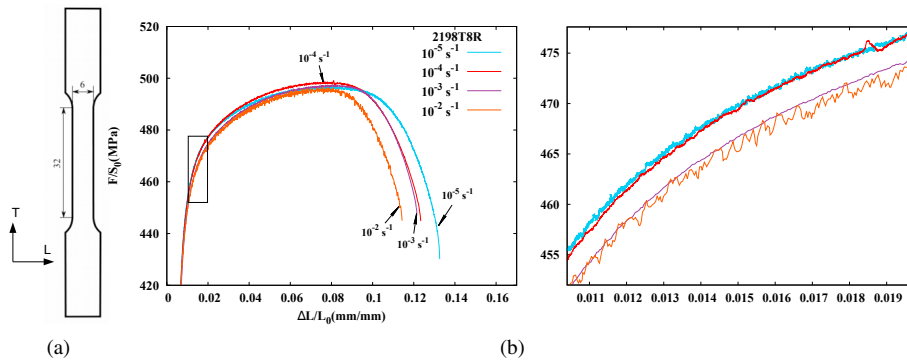 6
32
T
L
(a)
520
500
480
460
440
420
F/S₀(MPa)
0
0.02
0.04
0.06
0.08
0.1
0.12
0.14
0.16
ΔL/L₀(mm/mm)
2198T8R
10⁻⁵ s⁻¹
10⁻⁴ s⁻¹
10⁻³ s⁻¹
10⁻² s⁻¹
10⁻⁴ s⁻¹
10⁻⁵ s⁻¹
10⁻² s⁻¹
10⁻³ s⁻¹
475
470
465
460
455
0.011
0.012
0.013
0.014
0.015
0.016
0.017
0.018
0.019
(b)